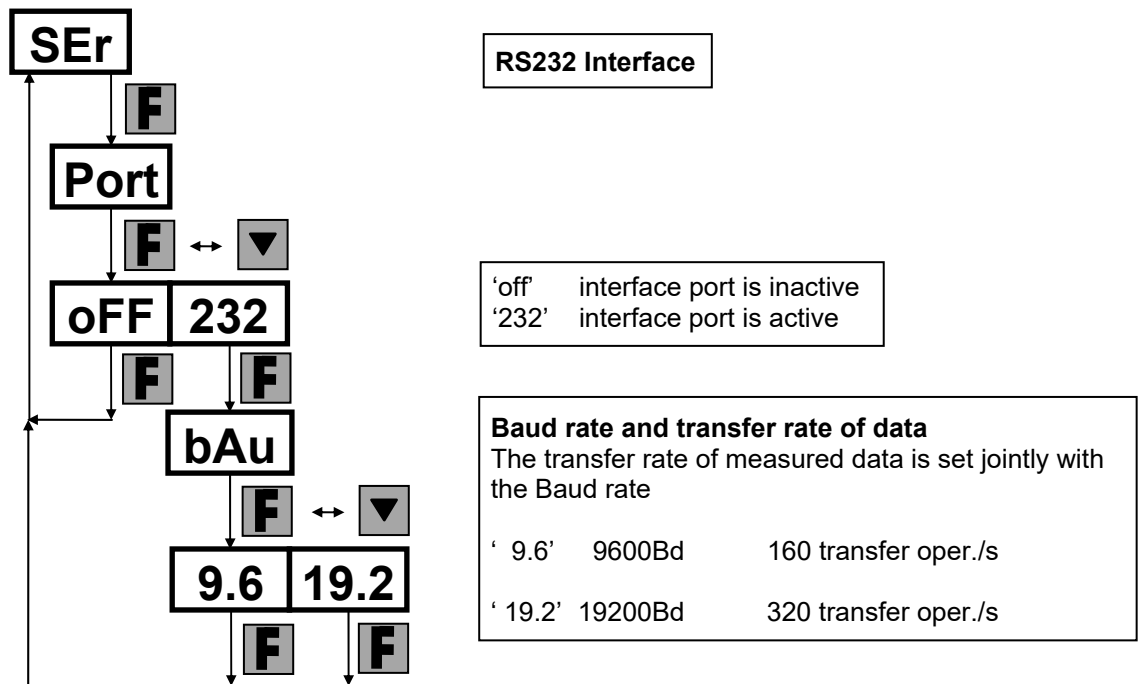 SEr
RS232 Interface
F
Port
F
oFF 232
'off' interface port is inactive
'232' interface port is active
F F
bAu
Baud rate and transfer rate of data
The transfer rate of measured data is set jointly with
the Baud rate
F
' 9.6' 9600Bd 160 transfer oper./s
9.6 19.2
' 19.2' 19200Bd 320 transfer oper./s
F F